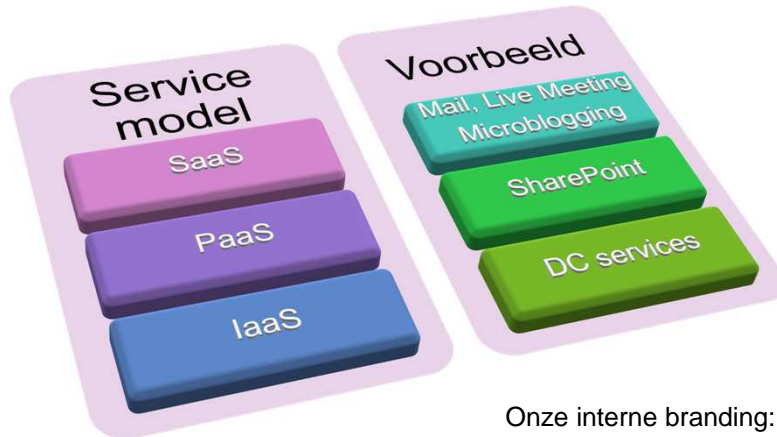 Service
model
SaaS
PaaS
IaaS
Voorbeeld
Mail, Live Meeting
Microblogging
SharePoint
DC services
Onze interne branding: